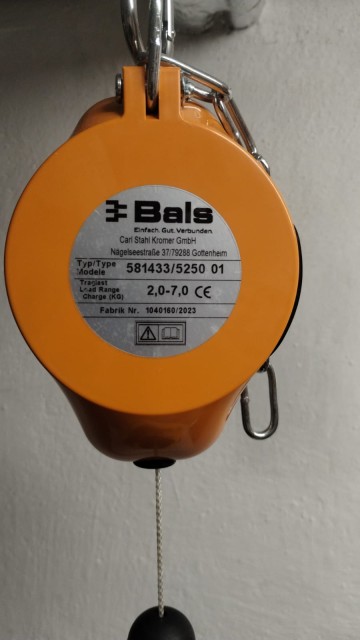 Bals
Einfach. Gut. Verbunden.
Carl Stahl Kromer GmbH
Nägelseestraße 37/79288 Gottenheim
Typ/Type
Modele
581433/5250 01
Traglast
Load Range
Charge (KG)
2,0-7,0 CE
Fabrik Nr. 1040160/2023